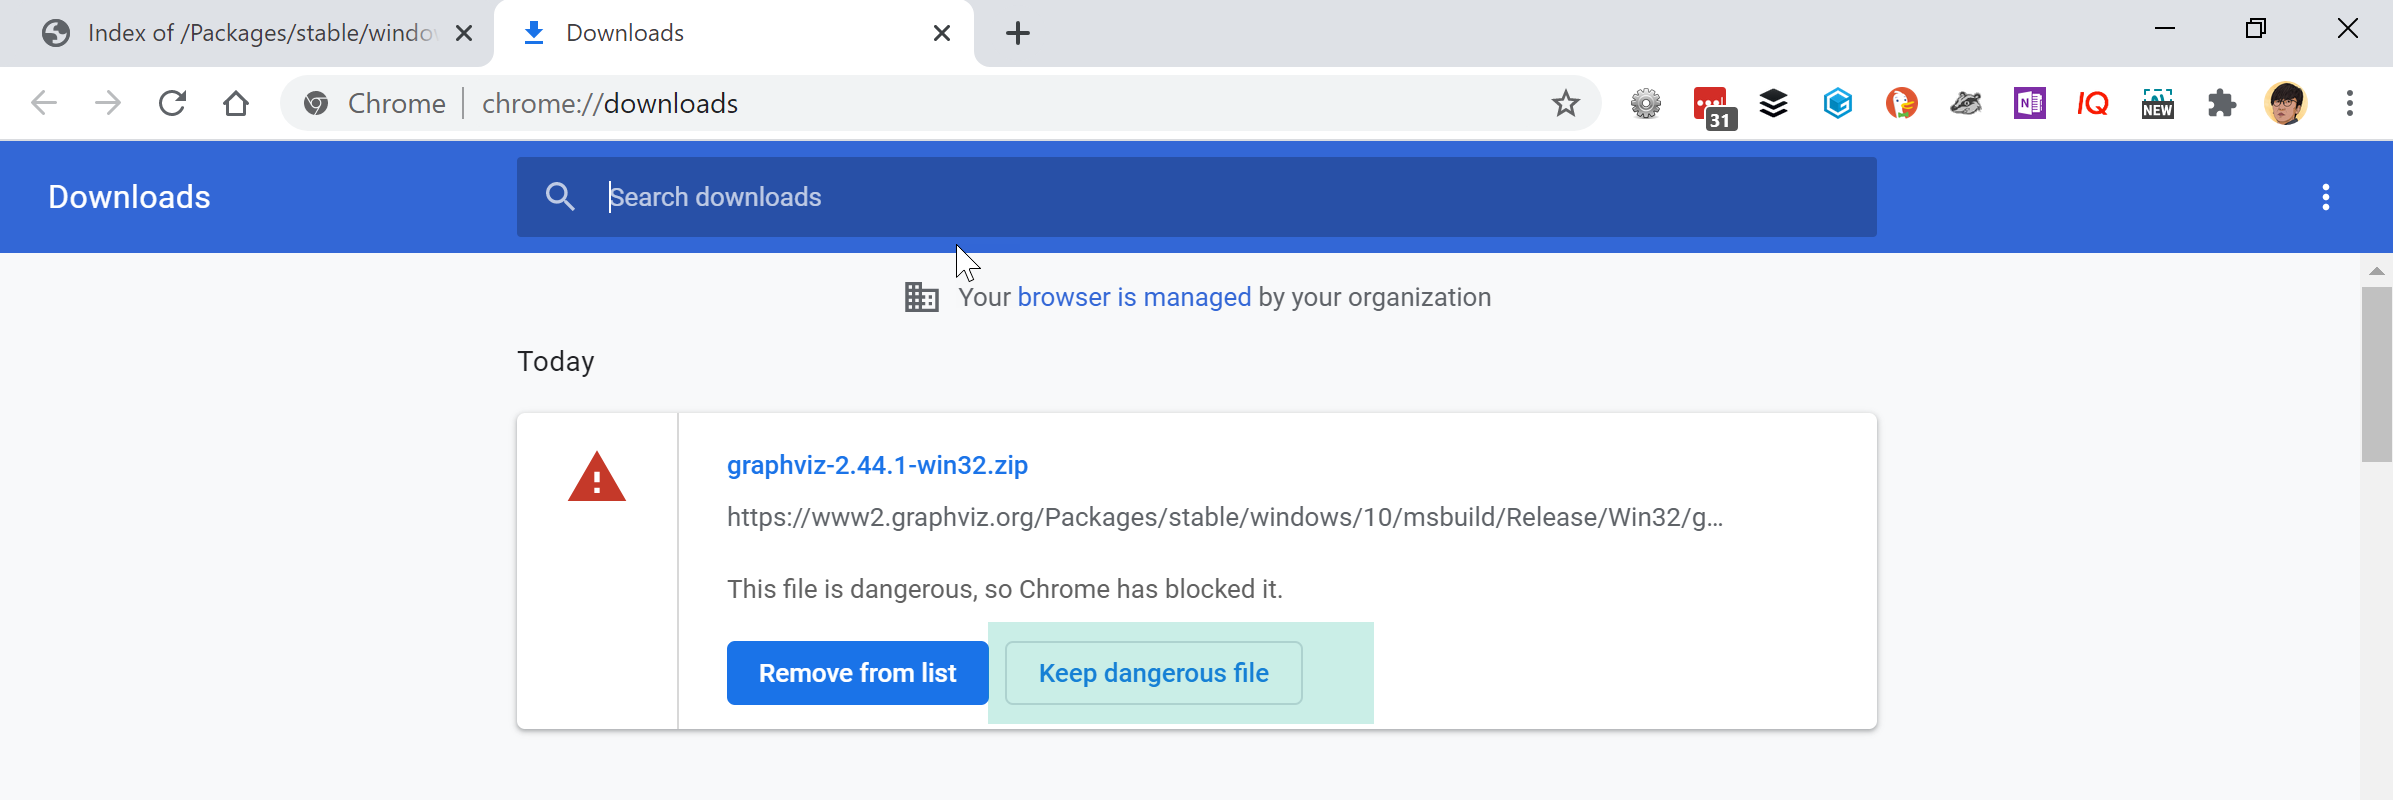 Index of /Packages/stable/windo
Downloads
Chrome
chrome://downloads
31
N
IQ
NEW
Downloads
Search downloads
Your browser is managed by your organization
Today
graphviz-2.44.1-win32.zip
https://www2.graphviz.org/Packages/stable/windows/10/msbuild/Release/Win32/g…
This file is dangerous, so Chrome has blocked it.
Remove from list
Keep dangerous file